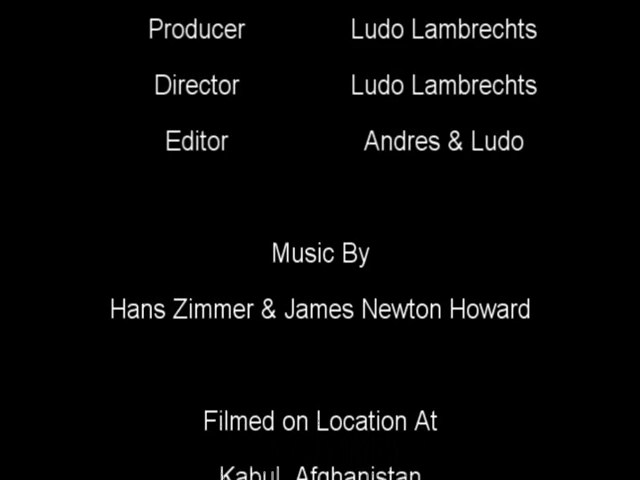 Producer Ludo Lambrechts
Director Ludo Lambrechts
Editor Andres & Ludo
Music By
Hans Zimmer & James Newton Howard
Filmed on Location At
Kabul, Afghanistan